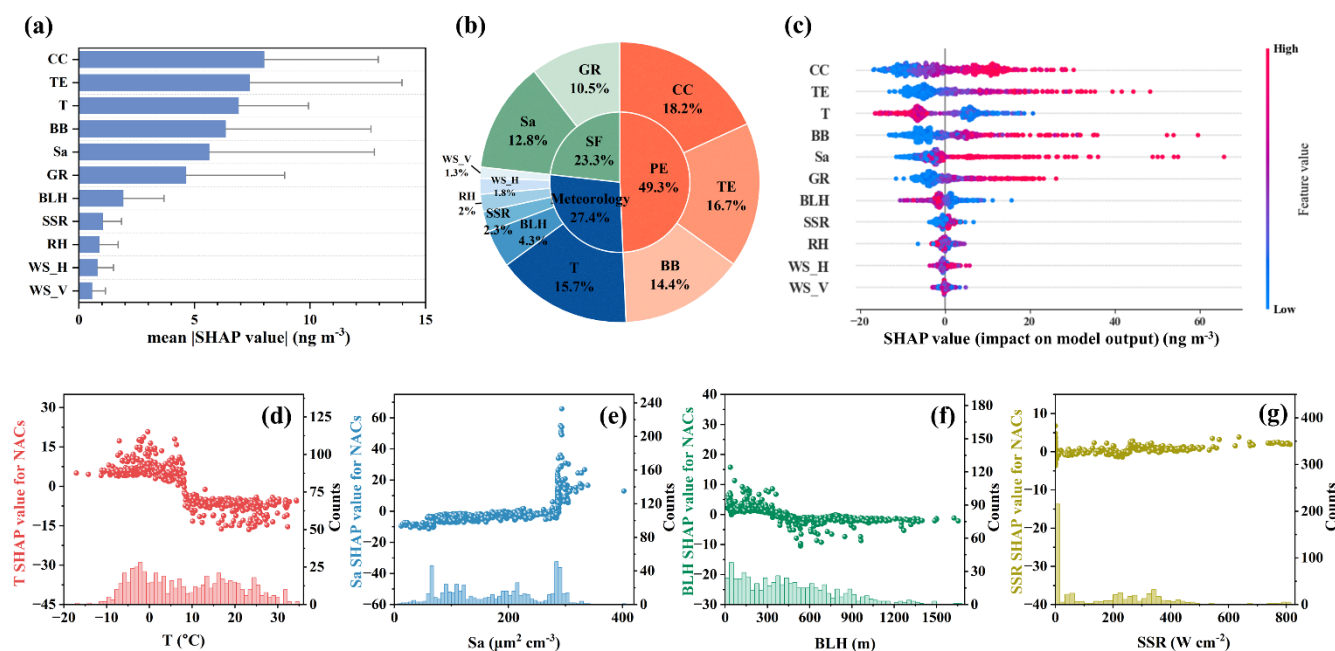 (a)
CC
TE
T
BB
Sa
GR
BLH
SSR
RH
WS_H
WS_V
0 5 10 15
mean |SHAP value| (ng m⁻³)
(b)
GR
10.5%
CC
18.2%
Sa
12.8%
SF
23.3%
PE
49.3%
TE
16.7%
WS_V
1.3%
WS_H
1.8%
RH
2%
SSR
2.3%
BLH
4.3%
Meteorology
27.4%
T
15.7%
BB
14.4%
(c)
High
CC
TE
T
BB
Sa
GR
BLH
SSR
RH
WS_H
WS_V
Feature value
Low
−20 0 20 40 60
SHAP value (impact on model output) (ng m⁻³)
(d)
T SHAP value for NACs
30
15
0
−15
−30
−45
125
100
75
50
25
0
Counts
−10 0 10 20 30
T (°C)
(e)
Sa SHAP value for NACs
60
40
20
0
−20
−40
−60
240
200
160
120
80
40
0
Counts
0 100 200 300 400
Sa (μm² cm⁻³)
(f)
BLH SHAP value for NACs
40
30
20
10
0
−10
−20
−30
180
150
120
90
60
30
0
Counts
0 300 600 900 1200 1500
BLH (m)
(g)
SSR SHAP value for NACs
10
0
−10
−20
−30
−40
400
300
200
100
0
Counts
0 200 400 600 800
SSR (W cm⁻²)